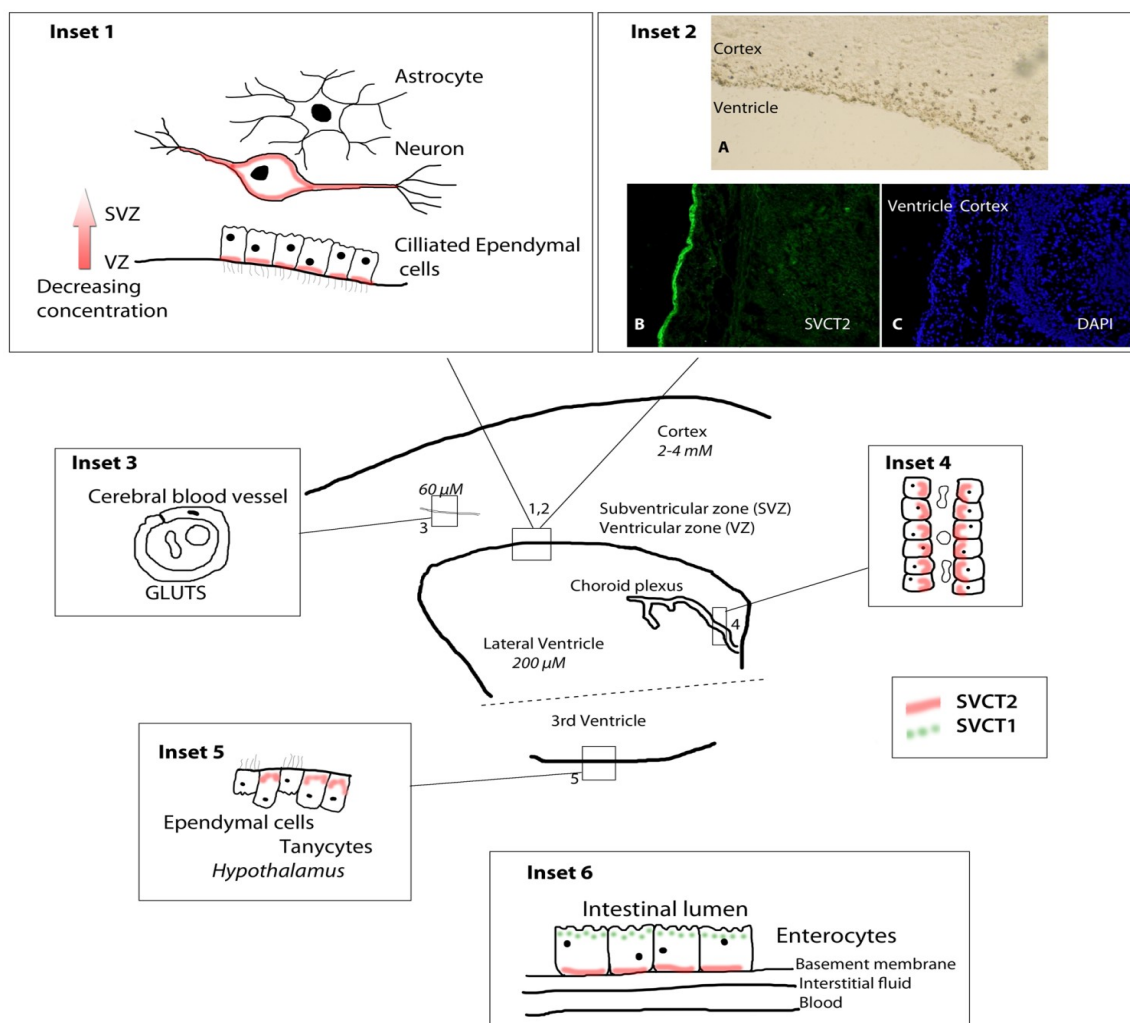 Inset 1
Astrocyte
Neuron
SVZ
VZ
Decreasing
concentration
Cilliated Ependymal
cells
Inset 2
Cortex
Ventricle
A
B
SVCT2
Ventricle Cortex
C
DAPI
Inset 3
Cerebral blood vessel
GLUTS
Cortex
2-4 mM
60 µM
3
1,2
Subventricular zone (SVZ)
Ventricular zone (VZ)
Choroid plexus
4
Lateral Ventricle
200 µM
Inset 4
SVCT2
SVCT1
3rd Ventricle
5
Inset 5
Ependymal cells
Tanycytes
Hypothalamus
Inset 6
Intestinal lumen
Enterocytes
Basement membrane
Interstitial fluid
Blood